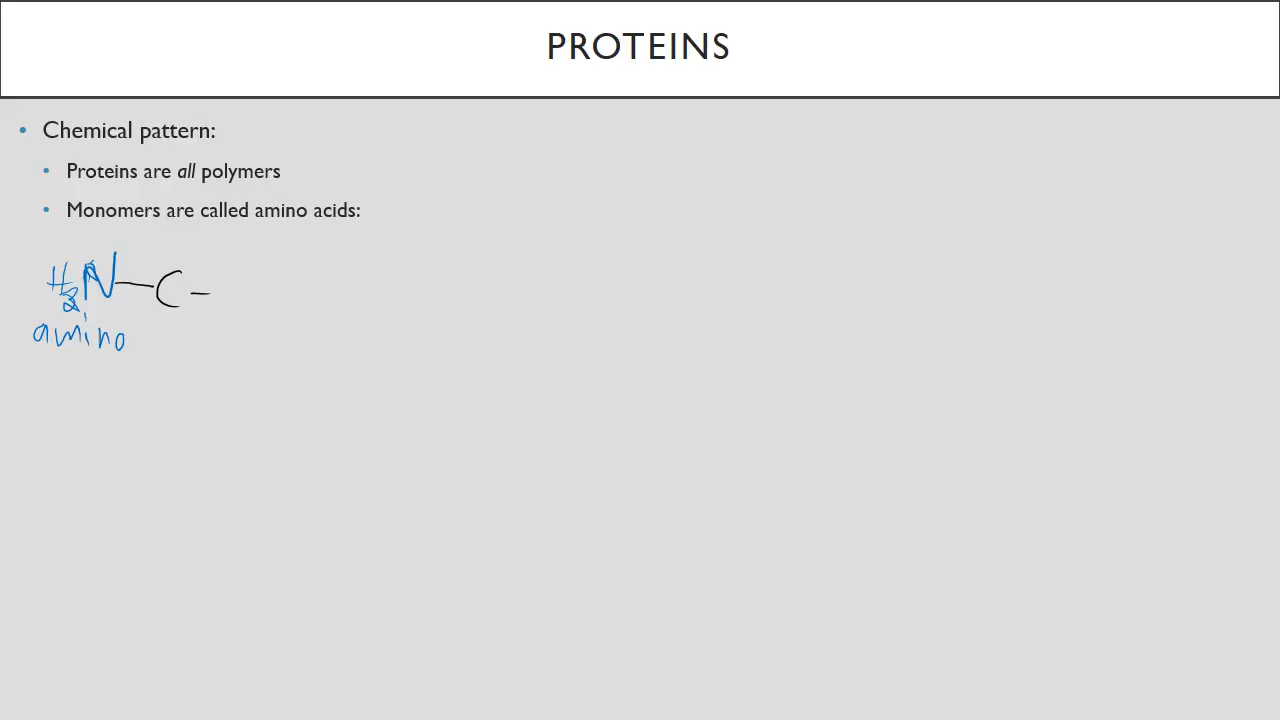 PROTEINS
• Chemical pattern:
• Proteins are all polymers
• Monomers are called amino acids:
H₂N—C–
amino